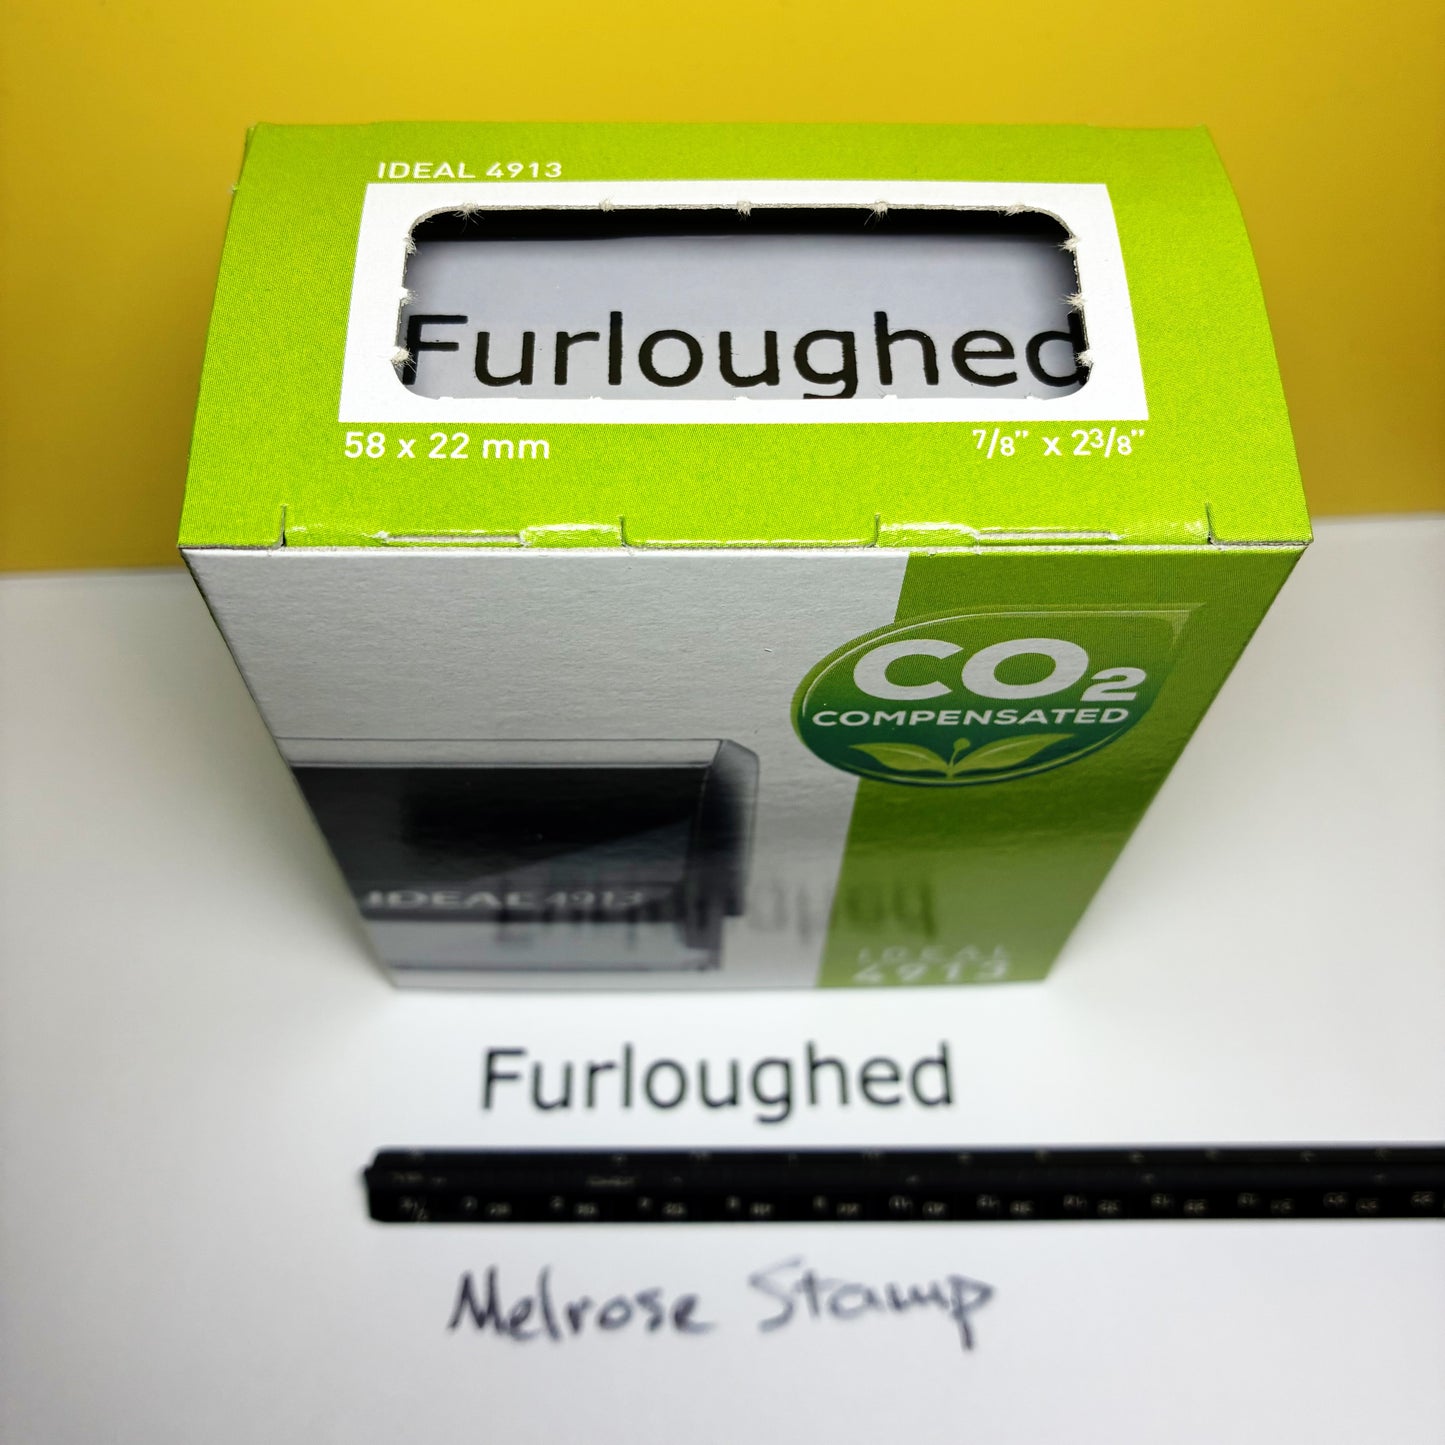 IDEAL 4913
Furloughed
58 x 22 mm
7/8” x 23/8”
CO2
COMPENSATED
IDEAL 4913
IDEAL
4913
Furloughed
Melrose Stamp